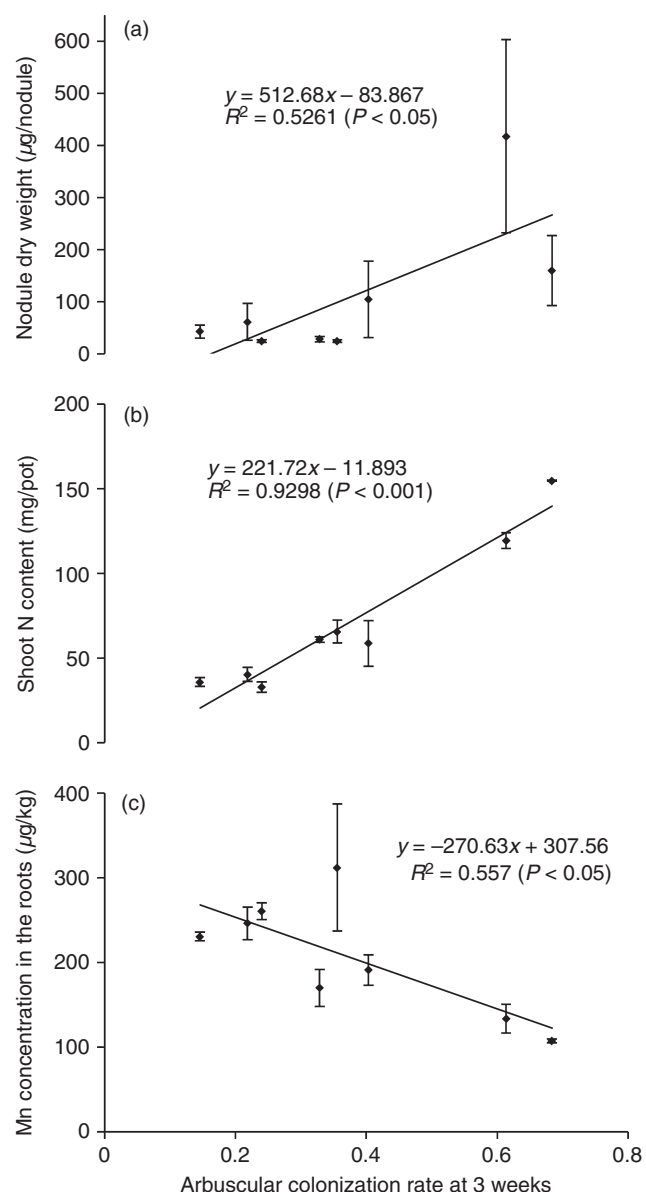 (a)
Nodule dry weight (µg/nodule)
600
500
400
300
200
100
0
y = 512.68x – 83.867
R² = 0.5261 (P < 0.05)
(b)
Shoot N content (mg/pot)
200
150
100
50
0
y = 221.72x – 11.893
R² = 0.9298 (P < 0.001)
(c)
Mn concentration in the roots (µg/kg)
400
300
200
100
0
y = –270.63x + 307.56
R² = 0.557 (P < 0.05)
0 0.2 0.4 0.6 0.8
Arbuscular colonization rate at 3 weeks